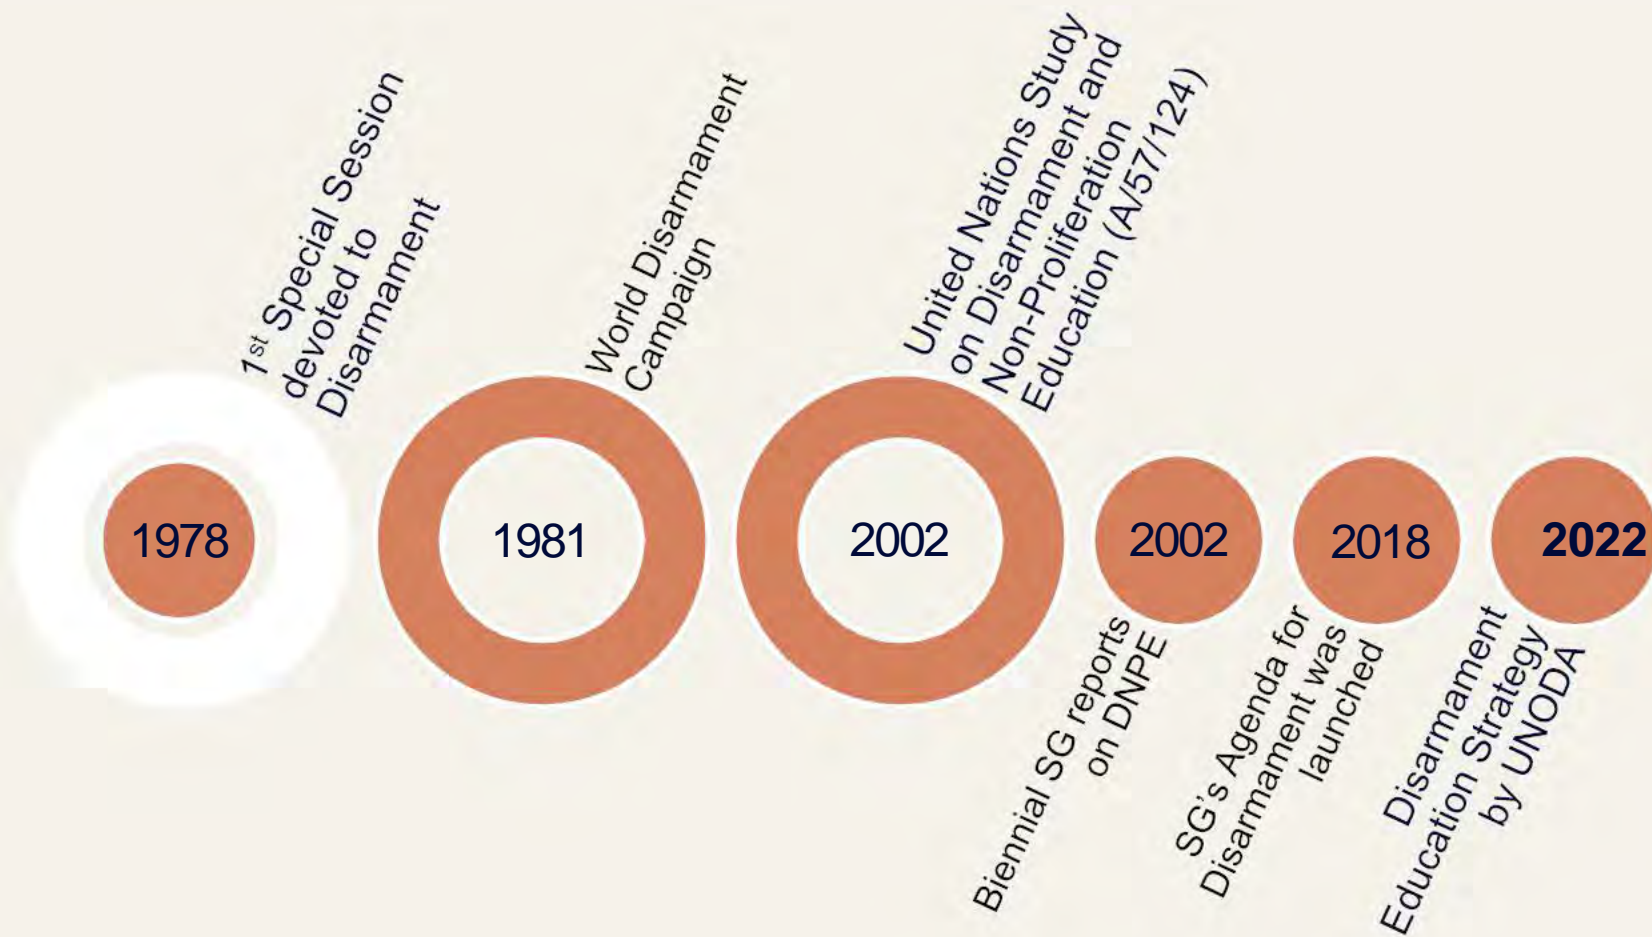 1978
1st Special Session
devoted to
Disarmament
1981
World Disarmament
Campaign
2002
United Nations Study
on Disarmament and
Non-Proliferation
Education (A/57/124)
2002
Biennial SG reports
on DNPE
2018
SG’s Agenda for
Disarmament was
launched
2022
Disarmament
Education Strategy
by UNODA